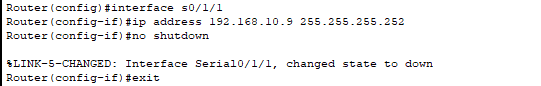 Router(config)#interface s0/1/1
Router(config-if)#ip address 192.168.10.9 255.255.255.252
Router(config-if)#no shutdown
%LINK-5-CHANGED: Interface Serial0/1/1, changed state to down
Router(config-if)#exit